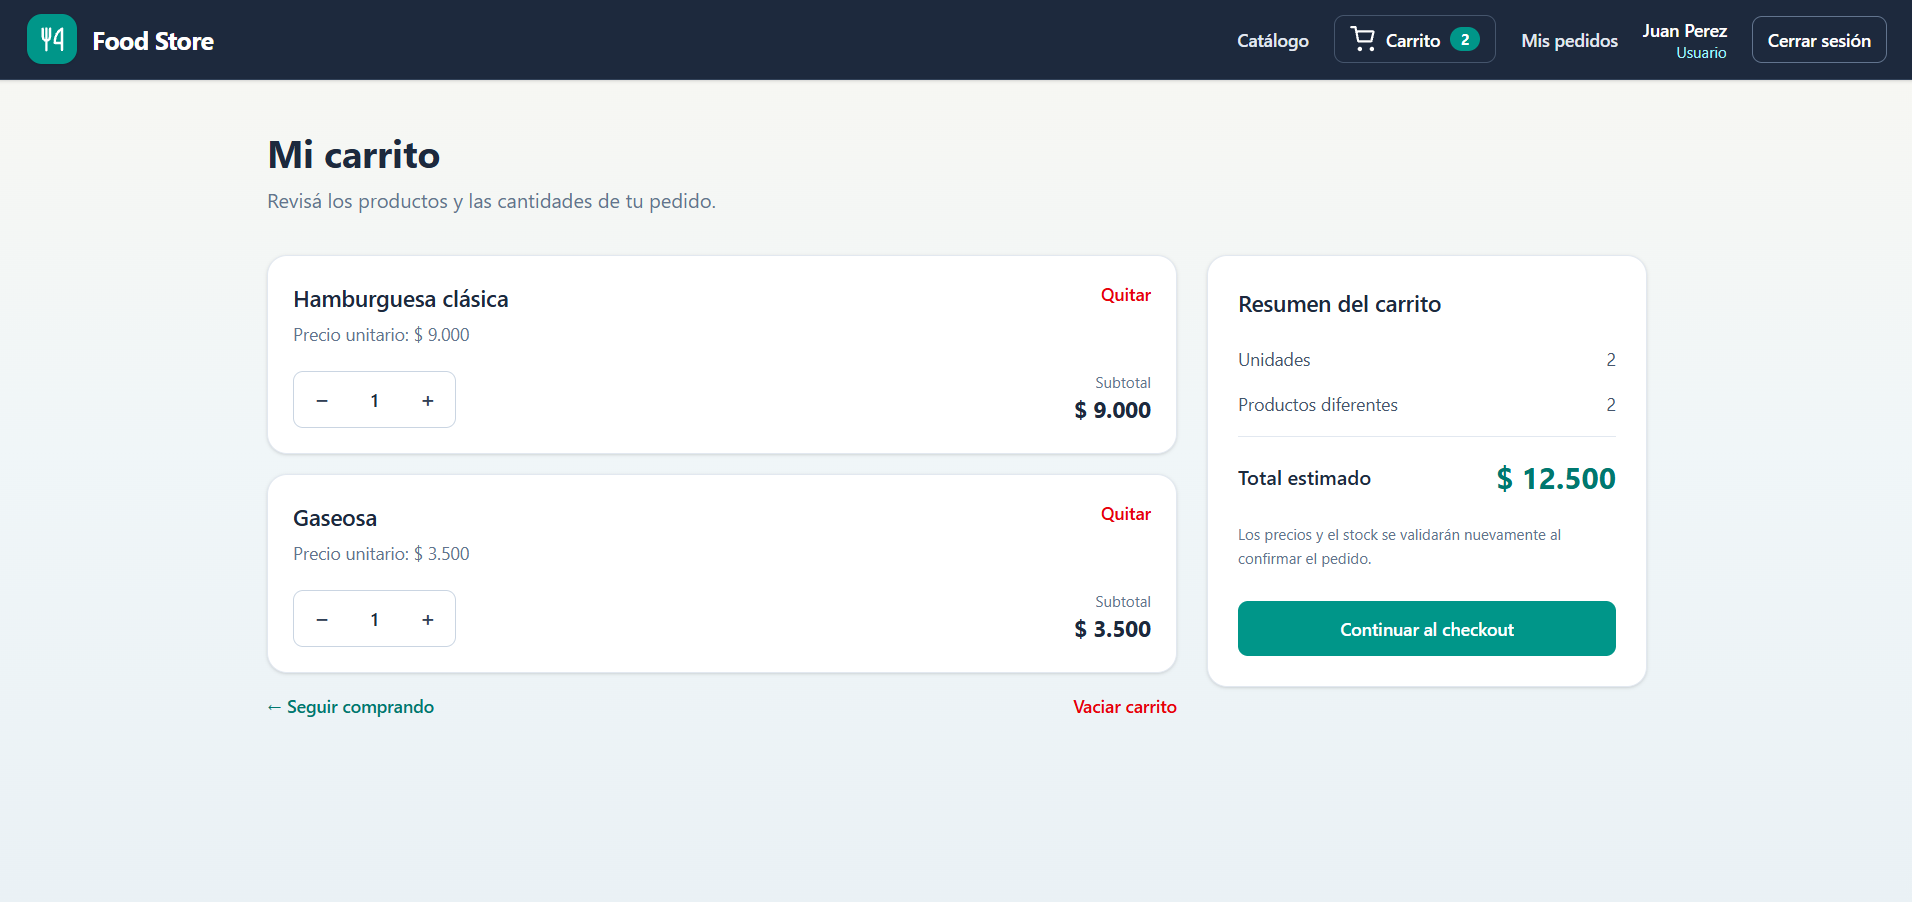 Food Store
Catálogo
Carrito 2
Mis pedidos
Juan Perez
Usuario
Cerrar sesión
Mi carrito
Revisá los productos y las cantidades de tu pedido.
Hamburguesa clásica
Quitar
Precio unitario: $ 9.000
− 1 +
Subtotal
$ 9.000
Gaseosa
Quitar
Precio unitario: $ 3.500
− 1 +
Subtotal
$ 3.500
← Seguir comprando
Vaciar carrito
Resumen del carrito
Unidades 2
Productos diferentes 2
Total estimado $ 12.500
Los precios y el stock se validarán nuevamente al
confirmar el pedido.
Continuar al checkout